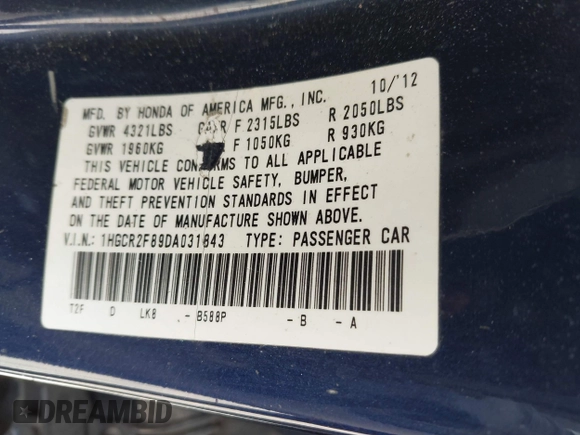 MFD. BY HONDA OF AMERICA MFG., INC. 10/'12
GVWR 4321LBS GAWR F 2315LBS R 2050LBS
GVWR 1960KG F 1050KG R 930KG
THIS VEHICLE CONFORMS TO ALL APPLICABLE
FEDERAL MOTOR VEHICLE SAFETY, BUMPER,
AND THEFT PREVENTION STANDARDS IN EFFECT
ON THE DATE OF MANUFACTURE SHOWN ABOVE.
V.I.N.: 1HGCR2F89DA031843 TYPE: PASSENGER CAR
T2F D LK8 .- B588P -B -A
DREAMBID